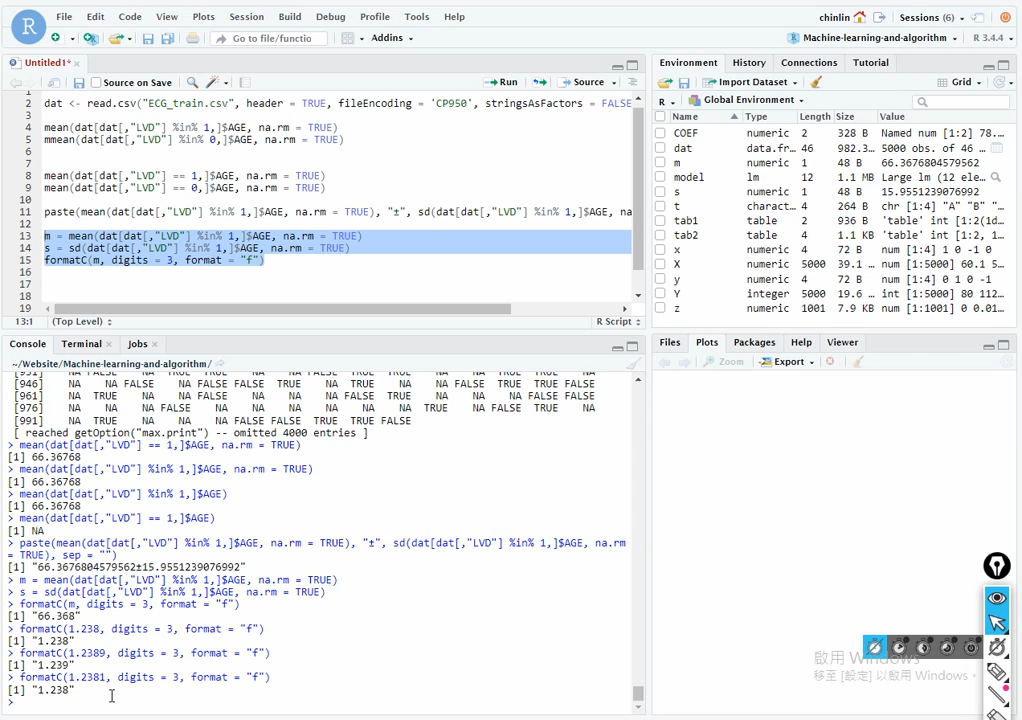 File Edit Code View Plots Session Build Debug Profile Tools Help
chinlin Sessions (6)
Go to file/functio Addins
Machine-learning-and-algorithm R 3.4.4
Untitled1*
Source on Save Run Source
2 dat <- read.csv("ECG_train.csv", header = TRUE, fileEncoding = 'CP950', stringsAsFactors = FALSE
3
4 mean(dat[dat[,"LVD"] %in% 1,]$AGE, na.rm = TRUE)
5 mmean(dat[dat[,"LVD"] %in% 0,]$AGE, na.rm = TRUE)
6
7
8 mean(dat[dat[,"LVD"] == 1,]$AGE, na.rm = TRUE)
9 mean(dat[dat[,"LVD"] == 0,]$AGE, na.rm = TRUE)
10
11 paste(mean(dat[dat[,"LVD"] %in% 1,]$AGE, na.rm = TRUE), "±", sd(dat[dat[,"LVD"] %in% 1,]$AGE, na
12
13 m = mean(dat[dat[,"LVD"] %in% 1,]$AGE, na.rm = TRUE)
14 s = sd(dat[dat[,"LVD"] %in% 1,]$AGE, na.rm = TRUE)
15 formatC(m, digits = 3, format = "f")
16
17
18
19
13:1 (Top Level) R Script
Console Terminal Jobs
~/Website/Machine-learning-and-algorithm/
[946] NA NA FALSE NA FALSE FALSE TRUE NA NA NA NA FALSE TRUE TRUE FALSE
[961] NA TRUE NA NA NA NA NA NA NA FALSE TRUE NA NA NA NA
[976] NA NA NA FALSE NA NA NA NA NA NA TRUE NA FALSE TRUE NA
[991] NA TRUE NA NA NA FALSE FALSE TRUE TRUE FALSE
[ reached getOption("max.print") -- omitted 4000 entries ]
> mean(dat[dat[,"LVD"] == 1,]$AGE, na.rm = TRUE)
[1] 66.36768
> mean(dat[dat[,"LVD"] %in% 1,]$AGE, na.rm = TRUE)
[1] 66.36768
> mean(dat[dat[,"LVD"] %in% 1,]$AGE)
[1] 66.36768
> mean(dat[dat[,"LVD"] == 1,]$AGE)
[1] NA
> paste(mean(dat[dat[,"LVD"] %in% 1,]$AGE, na.rm = TRUE), "±", sd(dat[dat[,"LVD"] %in% 1,]$AGE, na.rm
= TRUE), sep = "")
[1] "66.3676804579562±15.9551239076992"
> m = mean(dat[dat[,"LVD"] %in% 1,]$AGE, na.rm = TRUE)
> s = sd(dat[dat[,"LVD"] %in% 1,]$AGE, na.rm = TRUE)
> formatC(m, digits = 3, format = "f")
[1] "66.368"
> formatC(1.238, digits = 3, format = "f")
[1] "1.238"
> formatC(1.2389, digits = 3, format = "f")
[1] "1.239"
> formatC(1.2381, digits = 3, format = "f")
[1] "1.238"
>
Environment History Connections Tutorial
Import Dataset Grid
R Global Environment
Name Type Length Size Value
COEF numeric 2 328 B Named num [1:2] 78...
dat data.fr... 46 982.3... 5000 obs. of 46 ...
m numeric 1 48 B 66.3676804579562
model lm 12 1.1 MB Large lm (12 ele...
s numeric 1 48 B 15.9551239076992
t charact... 4 264 B chr [1:4] "A" "B" "...
tab1 table 2 936 B 'table' int [1:2(1d...
tab2 table 4 1.1 KB 'table' int [1:2, 1...
x numeric 4 72 B num [1:4] 1 0 -1 0
X numeric 5000 39.1 ... num [1:5000] 60.1 5...
y numeric 4 72 B num [1:4] 0 1 0 -1
Y integer 5000 19.6 ... int [1:5000] 80 112...
z numeric 1001 7.9 KB num [1:1001] 0 0.01...
Files Plots Packages Help Viewer
Zoom Export
啟用 Windows
移至 [設定] 以啟用 Windows。